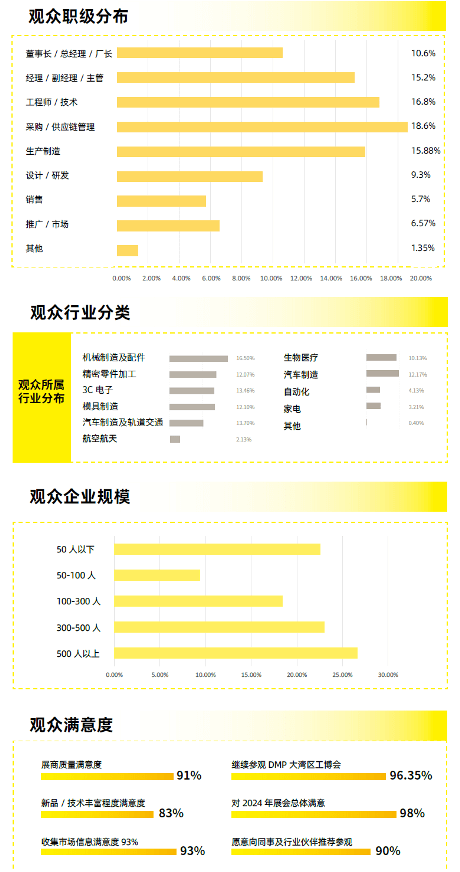 观众职级分布
董事长 / 总经理 / 厂长
10.6%
经理 / 副经理 / 主管
15.2%
工程师 / 技术
16.8%
采购 / 供应链管理
18.6%
生产制造
15.88%
设计 / 研发
9.3%
销售
5.7%
推广 / 市场
6.57%
其他
1.35%
0.00% 2.00% 4.00% 6.00% 8.00% 10.00% 12.00% 14.00% 16.00% 18.00% 20.00%
观众行业分类
观众所属
行业分布
机械制造及配件
精密零件加工
3C 电子
13.46%
模具制造
汽车制造及轨道交通
航空航天
2.13%
生物医疗
10.13%
汽车制造
12.17%
自动化
4.13%
家电
3.21%
其他
0.40%
观众企业规模
50 人以下
50-100 人
100-300 人
300-500 人
500 人以上
0.00% 5.00% 10.00% 15.00% 20.00% 25.00% 30.00%
观众满意度
展商质量满意度
91%
新品 / 技术丰富程度满意度
83%
收集市场信息满意度 93%
93%
继续参观 DMP 大湾区工博会
96.35%
对 2024 年展会总体满意
98%
愿意向同事及行业伙伴推荐参观
90%